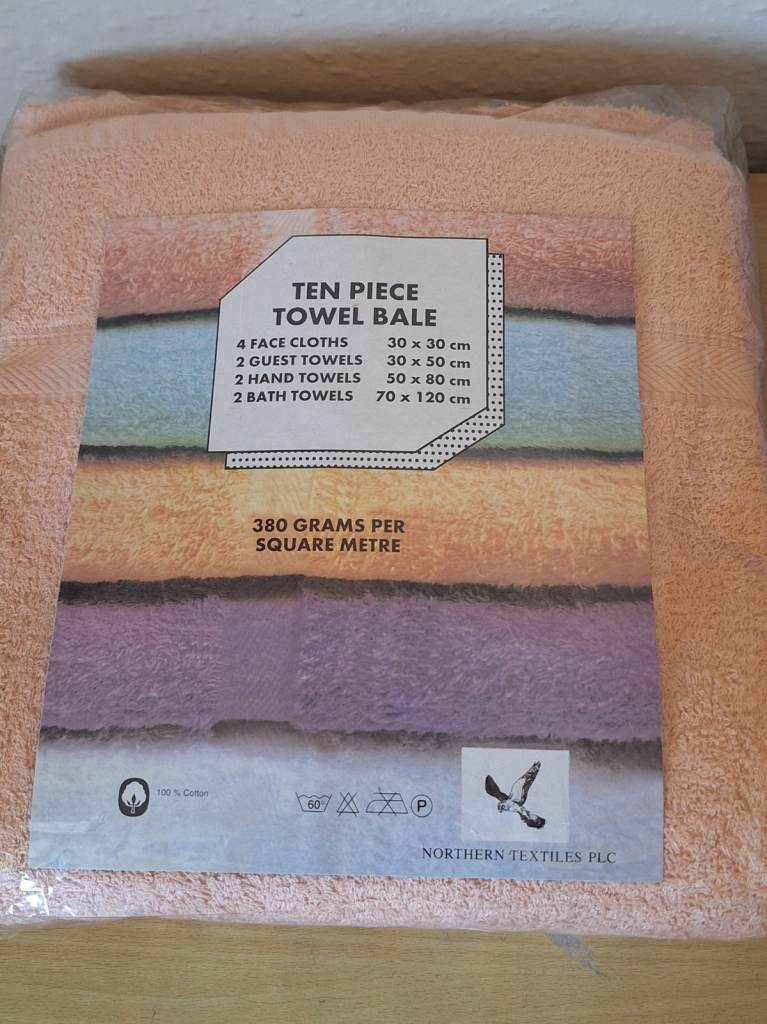 TEN PIECE
TOWEL BALE
4 FACE CLOTHS 30 x 30 cm
2 GUEST TOWELS 30 x 50 cm
2 HAND TOWELS 50 x 80 cm
2 BATH TOWELS 70 x 120 cm
380 GRAMS PER
SQUARE METRE
100 % Cotton
60° P
NORTHERN TEXTILES PLC